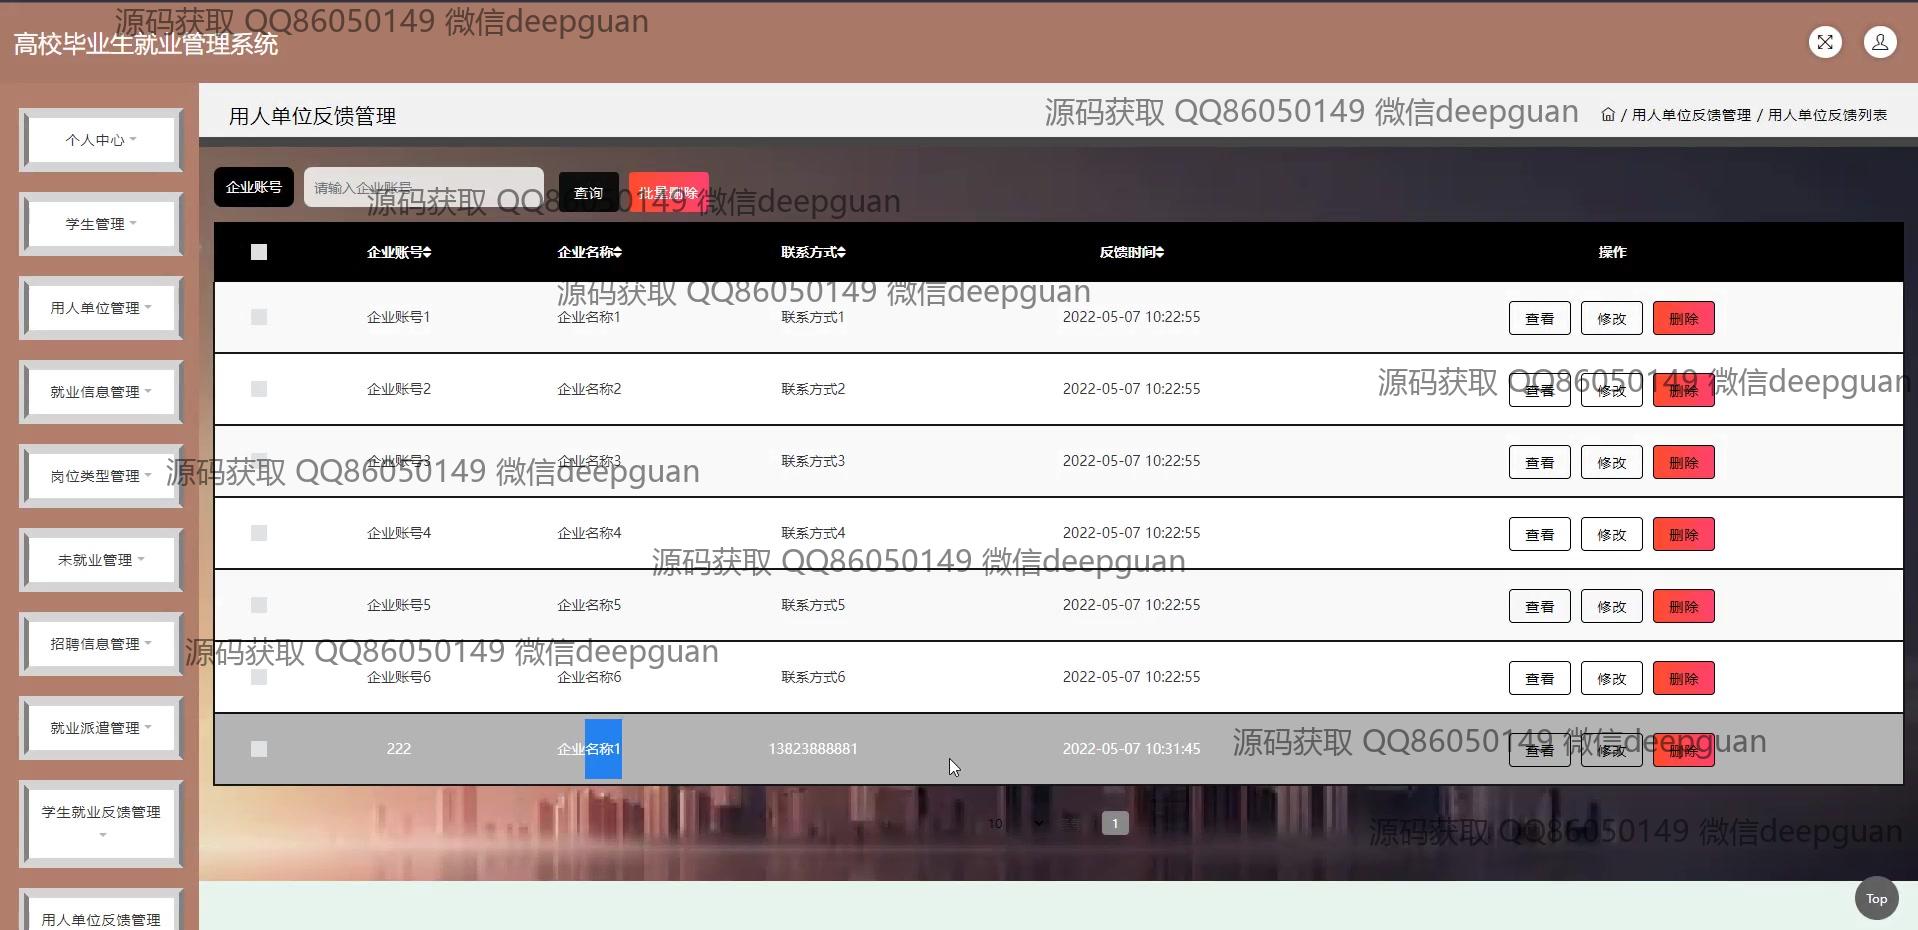 源码获取 QQ86050149 微信deepguan
高校毕业生就业管理系统
个人中心
学生管理
用人单位管理
就业信息管理
岗位类型管理
未就业管理
招聘信息管理
就业派遣管理
学生就业反馈管理
用人单位反馈管理
用人单位反馈管理
源码获取 QQ86050149 微信deepguan
/ 用人单位反馈管理 / 用人单位反馈列表
企业账号
请输入企业账号
查询
批量删除
源码获取 QQ86050149 微信deepguan
企业账号 企业名称 联系方式 反馈时间 操作
源码获取 QQ86050149 微信deepguan
企业账号1 企业名称1 联系方式1 2022-05-07 10:22:55 查看 修改 删除
源码获取 QQ86050149 微信deepguan
企业账号2 企业名称2 联系方式2 2022-05-07 10:22:55 查看 修改 删除
企业账号3 企业名称3 联系方式3 2022-05-07 10:22:55 查看 修改 删除
源码获取 QQ86050149 微信deepguan
企业账号4 企业名称4 联系方式4 2022-05-07 10:22:55 查看 修改 删除
源码获取 QQ86050149 微信deepguan
企业账号5 企业名称5 联系方式5 2022-05-07 10:22:55 查看 修改 删除
源码获取 QQ86050149 微信deepguan
企业账号6 企业名称6 联系方式6 2022-05-07 10:22:55 查看 修改 删除
源码获取 QQ86050149 微信deepguan
222 企业名称1 13823888881 2022-05-07 10:31:45 查看 修改 删除
10 1
源码获取 QQ86050149 微信deepguan
Top